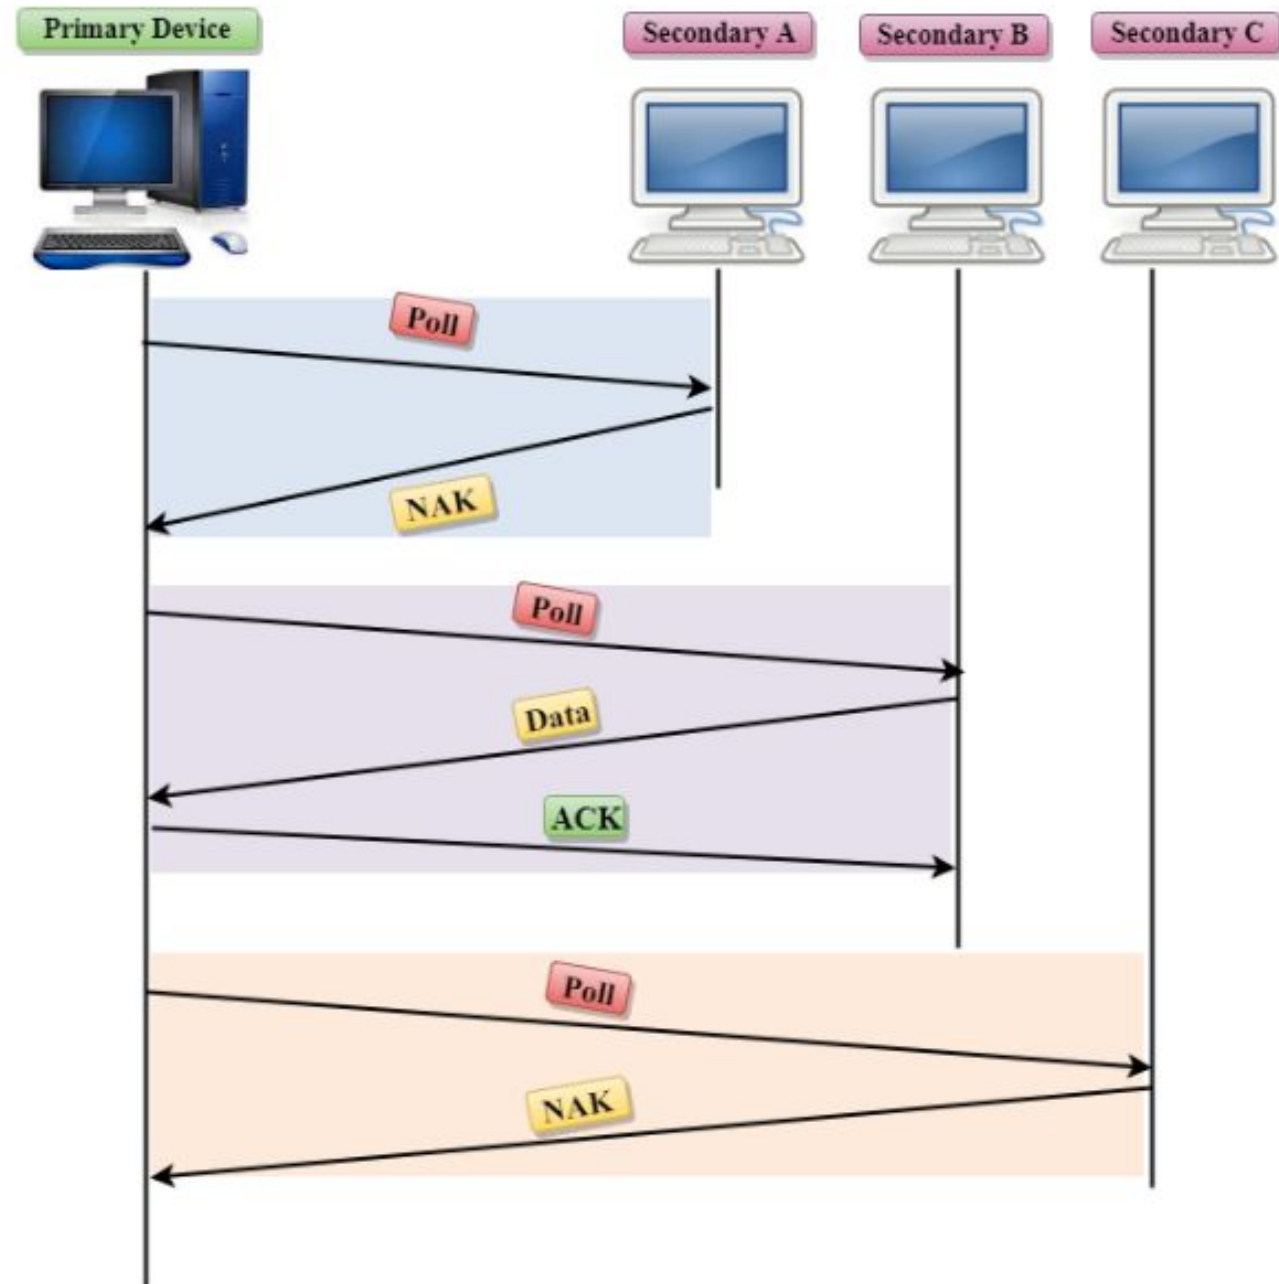 Primary Device
Secondary A
Secondary B
Secondary C
Poll
NAK
Poll
Data
ACK
Poll
NAK